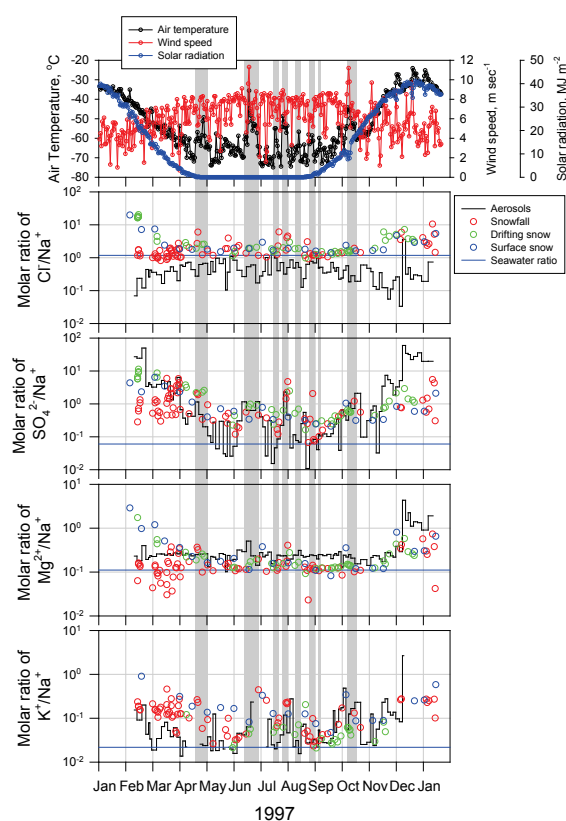 Air temperature
Wind speed
Solar radiation
Air Temperature, °C
-20
-30
-40
-50
-60
-70
-80
12
10
8
6
4
2
0
Wind speed, m sec⁻¹
50
40
30
20
10
0
Solar radiation, MJ m⁻²
Aerosols
Snowfall
Drifting snow
Surface snow
Seawater ratio
Molar ratio of
Cl⁻/Na⁺
10²
10¹
10⁰
10⁻¹
10⁻²
Molar ratio of
SO₄²⁻/Na⁺
10²
10¹
10⁰
10⁻¹
10⁻²
Molar ratio of
Mg²⁺/Na⁺
10¹
10⁰
10⁻¹
10⁻²
Molar ratio of
K⁺/Na⁺
10¹
10⁰
10⁻¹
10⁻²
Jan Feb Mar Apr May Jun Jul Aug Sep Oct Nov Dec Jan
1997